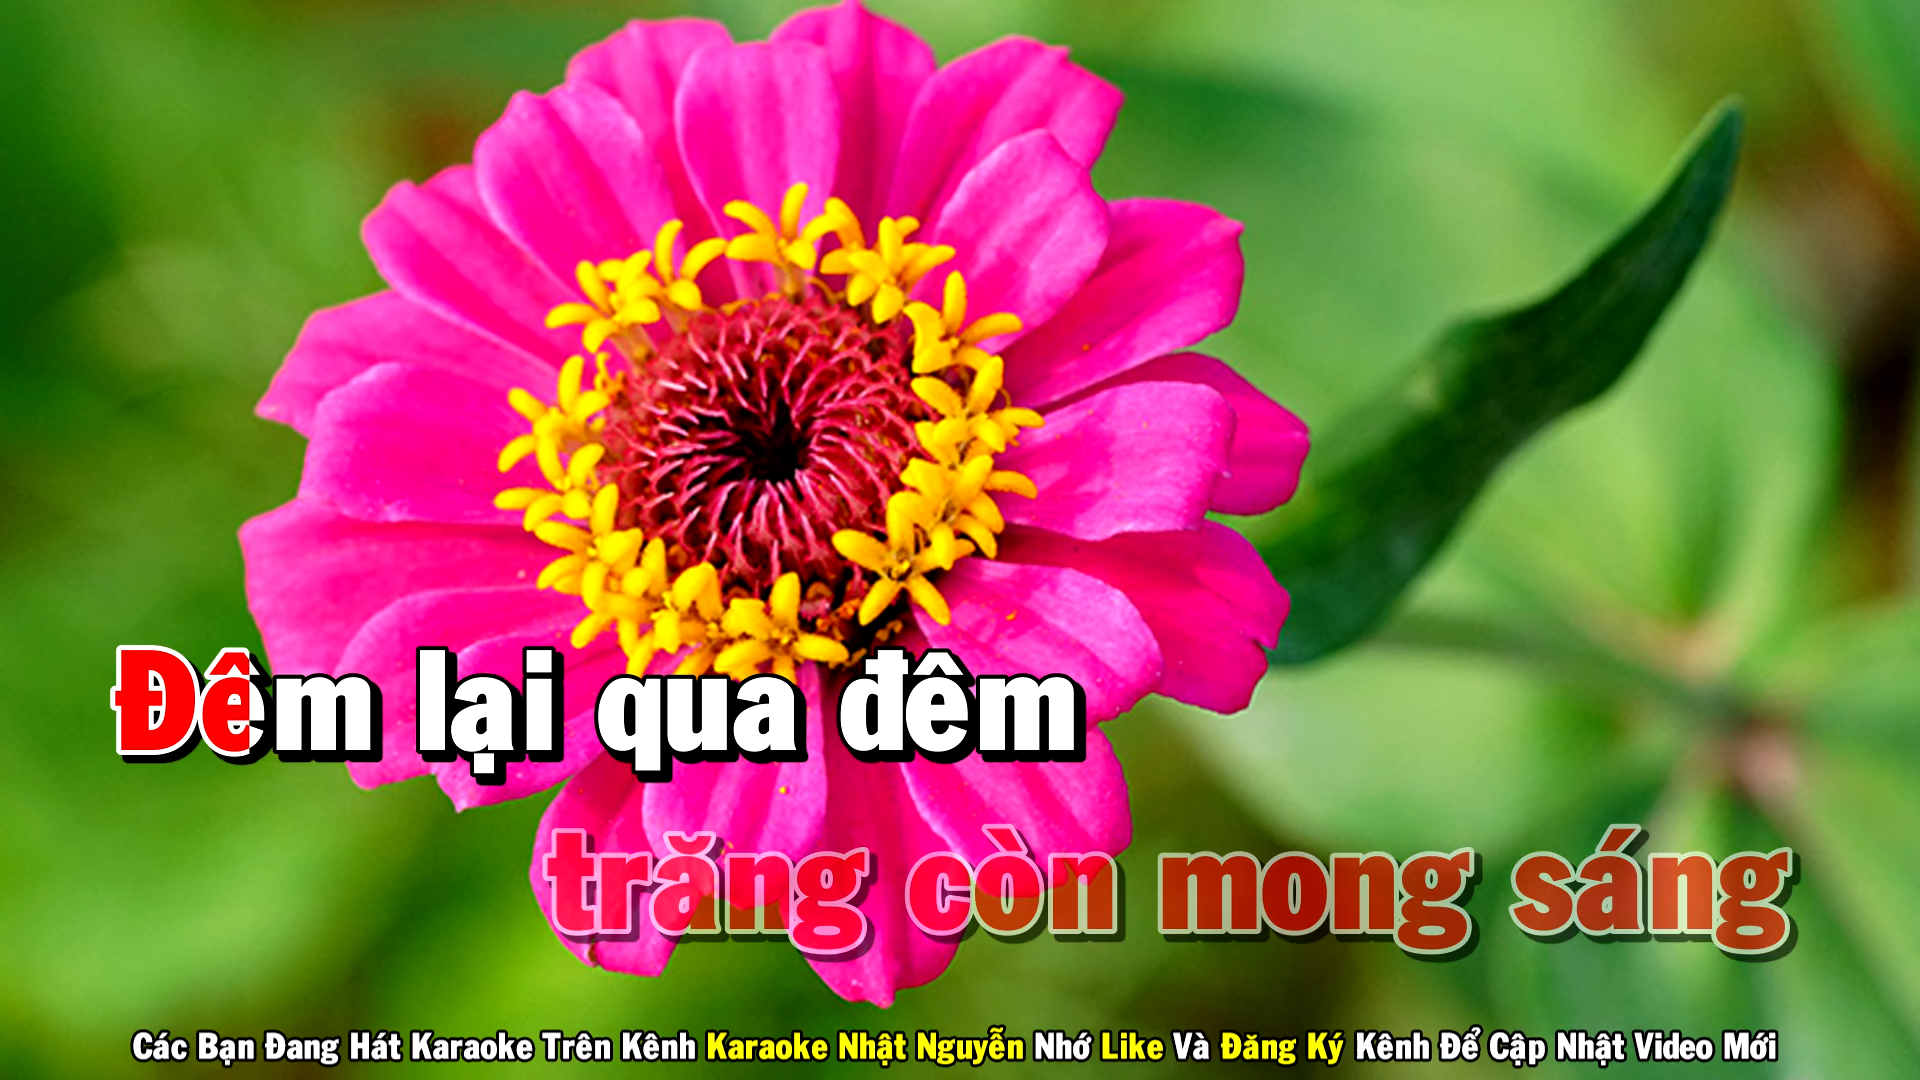 Đêm lại qua đêm
trăng còn mong sáng
Các Bạn Đang Hát Karaoke Trên Kênh Karaoke Nhật Nguyễn Nhớ Like Và Đăng Ký Kênh Để Cập Nhật Video Mới